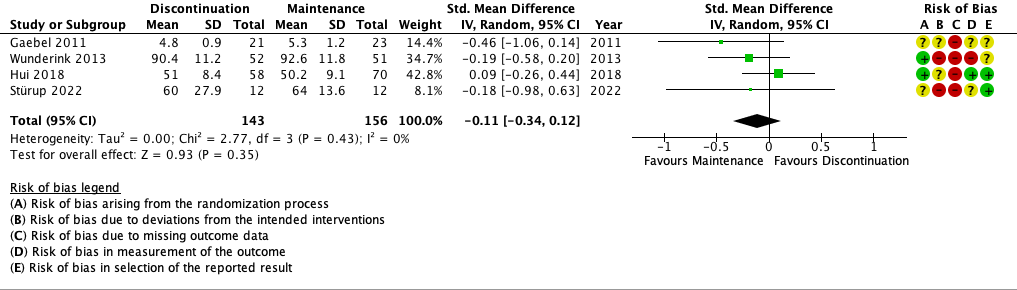 Discontinuation Maintenance Std. Mean Difference Std. Mean Difference Risk of Bias
Study or Subgroup Mean SD Total Mean SD Total Weight IV, Random, 95% CI Year IV, Random, 95% CI A B C D E
Gaebel 2011 4.8 0.9 21 5.3 1.2 23 14.4% −0.46 [−1.06, 0.14] 2011 ? ? − ? ?
Wunderink 2013 90.4 11.2 52 92.6 11.8 51 34.7% −0.19 [−0.58, 0.20] 2013 + − − − ?
Hui 2018 51 8.4 58 50.2 9.1 70 42.8% 0.09 [−0.26, 0.44] 2018 + ? − + +
Stürup 2022 60 27.9 12 64 13.6 12 8.1% −0.18 [−0.98, 0.63] 2022 ? − − ? +
Total (95% CI) 143 156 100.0% −0.11 [−0.34, 0.12]
Heterogeneity: Tau² = 0.00; Chi² = 2.77, df = 3 (P = 0.43); I² = 0%
Test for overall effect: Z = 0.93 (P = 0.35)
−1 −0.5 0 0.5 1
Favours Maintenance Favours Discontinuation
Risk of bias legend
(A) Risk of bias arising from the randomization process
(B) Risk of bias due to deviations from the intended interventions
(C) Risk of bias due to missing outcome data
(D) Risk of bias in measurement of the outcome
(E) Risk of bias in selection of the reported result